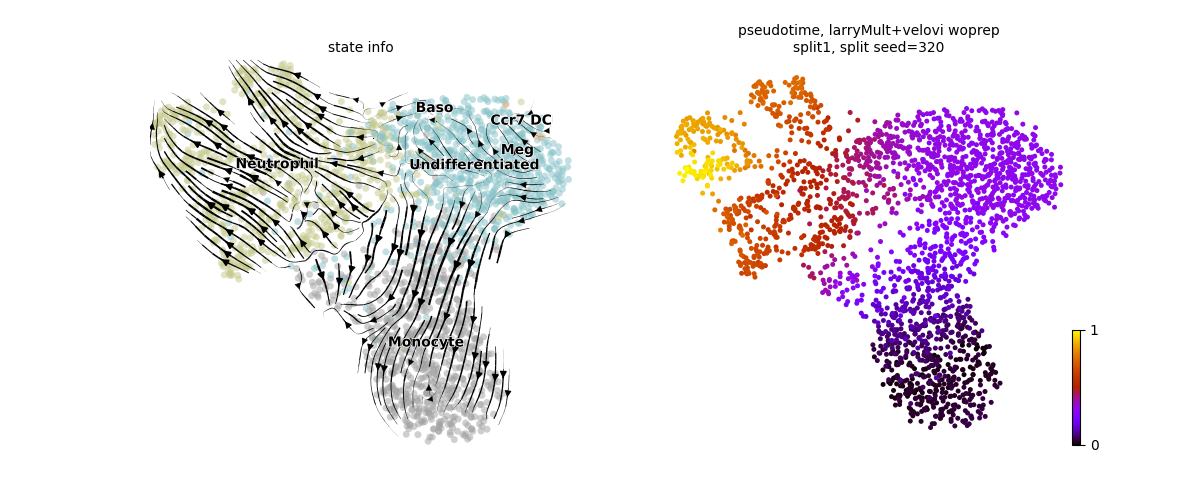 state info
pseudotime, larryMult+velovi woprep
split1, split seed=320
Baso
Ccr7 DC
Meg
Neutrophil
Undifferentiated
Monocyte
1
0